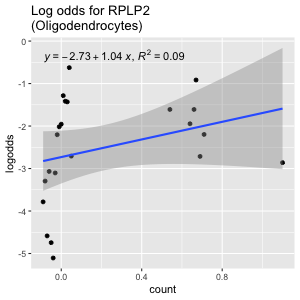 Log odds for RPLP2
(Oligodendrocytes)
y = −2.73 + 1.04 x, R² = 0.09
0
-1
-2
-3
-4
-5
logodds
0.0 0.4 0.8
count